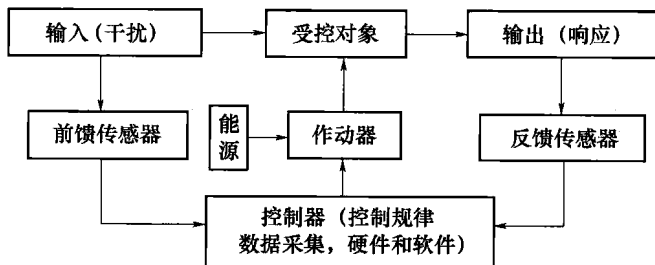 输入(干扰)
受控对象
输出（响应）
前馈传感器
能
源
作动器
反馈传感器
控制器（控制规律
数据采集，硬件和软件）